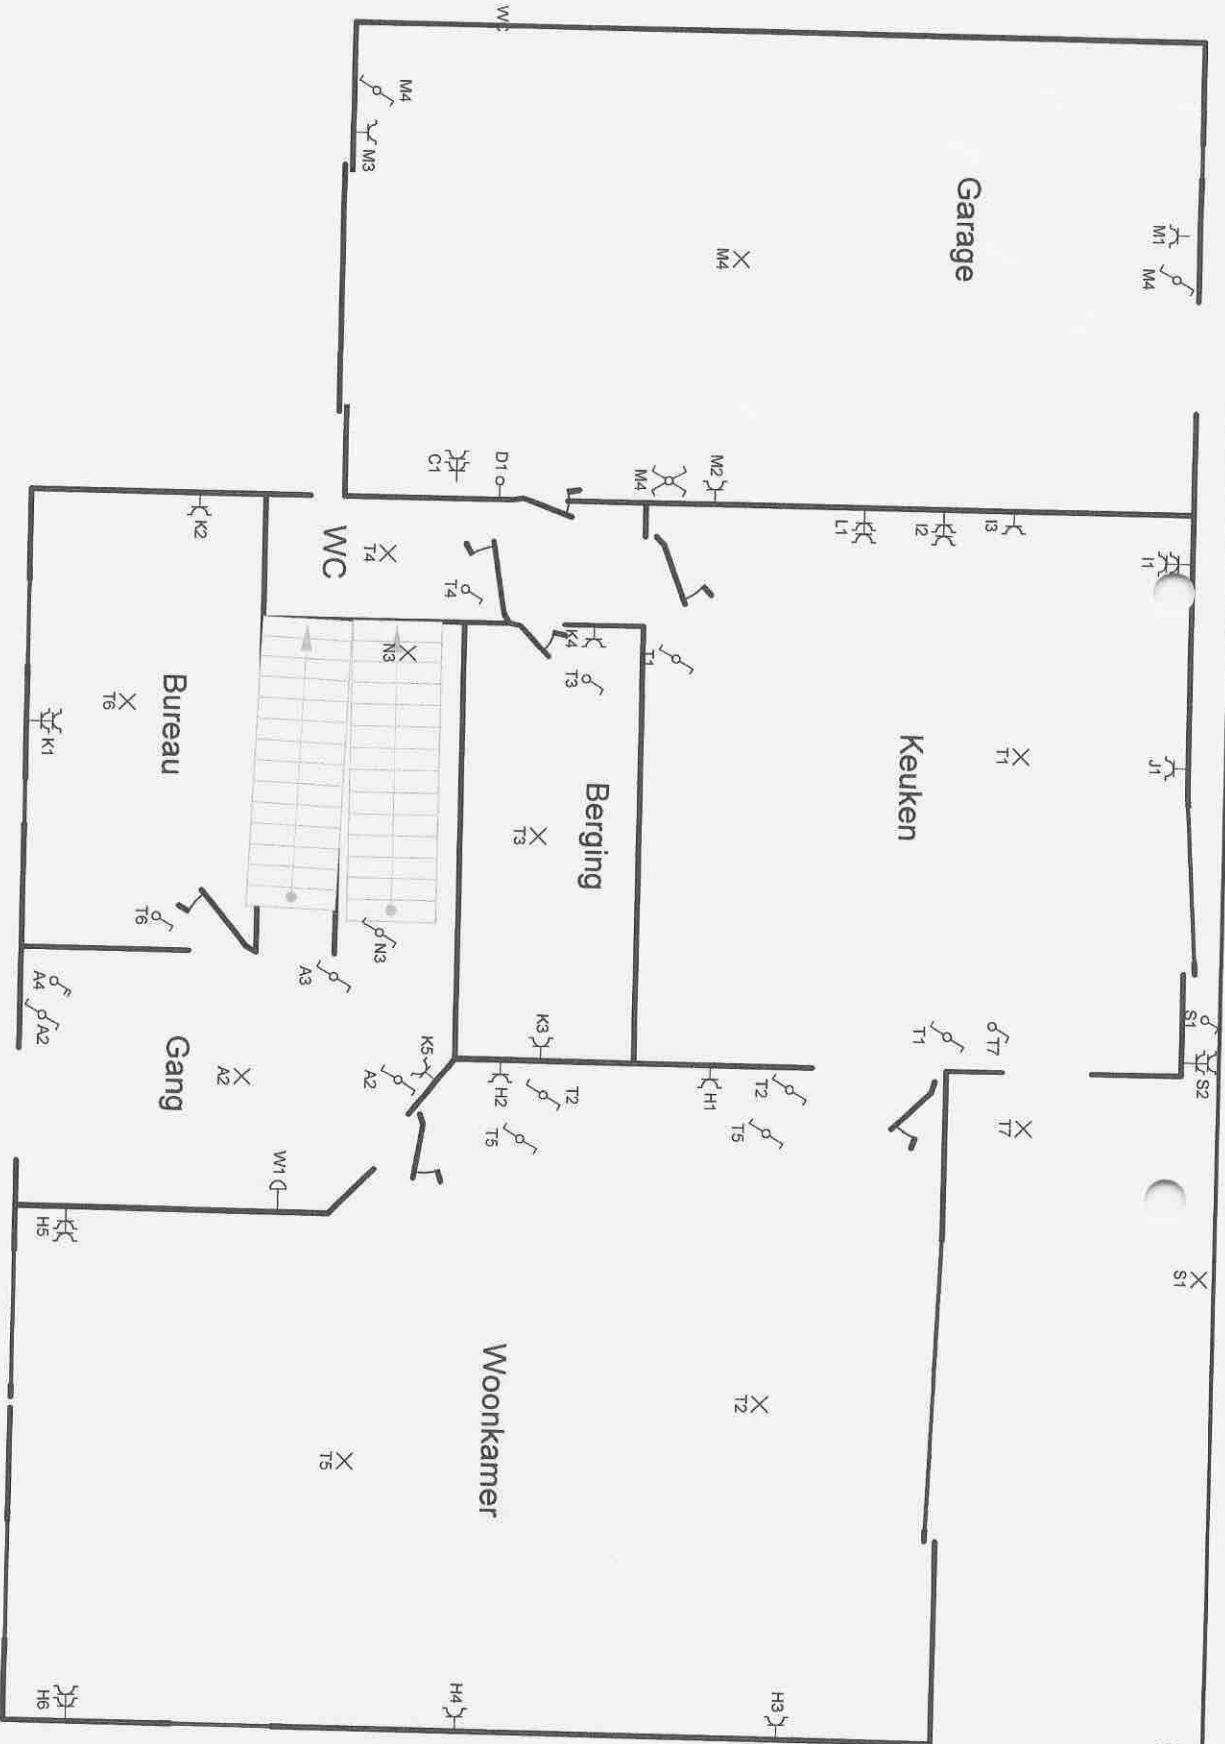 WC
M4
M3
Garage
M4
M1
M4
C1
D1
M4
M2
L1
I2
I3
I1
K2
WC
T4
T4
K4
T3
T1
N3
Bureau
T6
K1
Berging
T3
Keuken
T1
J1
T6
N3
A3
A4
A2
Gang
A2
K5
A2
K3
H2
T2
T5
H1
T2
T5
T1
T7
S1
S2
T7
W1
H5
S1
Woonkamer
T2
T5
H6
H4
H3